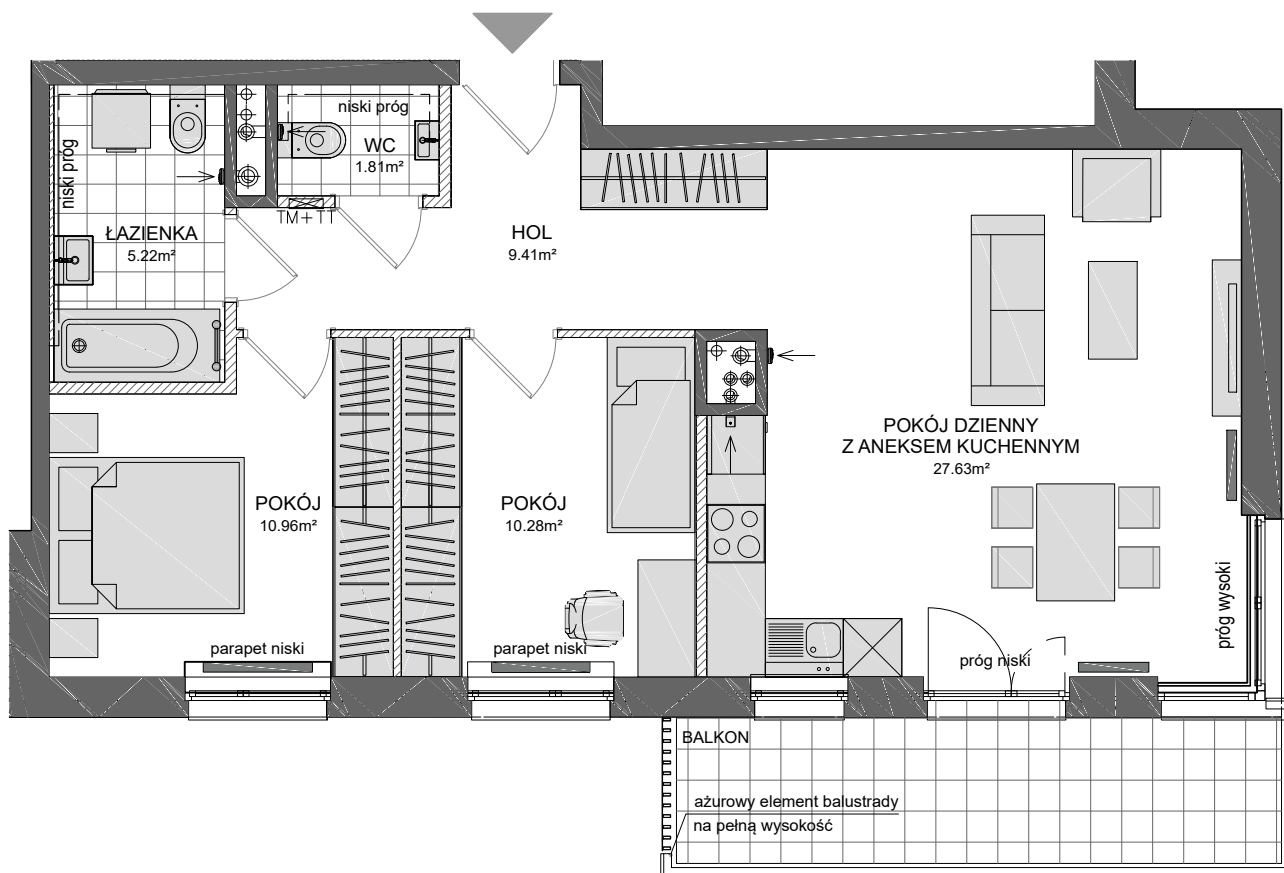 niski próg
WC
1.81m²
niski próg
TM+TT
ŁAZIENKA
5.22m²
HOL
9.41m²
POKÓJ DZIENNY
Z ANEKSEM KUCHENNYM
27.63m²
POKÓJ
10.96m²
POKÓJ
10.28m²
próg wysoki
parapet niski
parapet niski
próg niski
BALKON
ażurowy element balustrady
na pełną wysokość